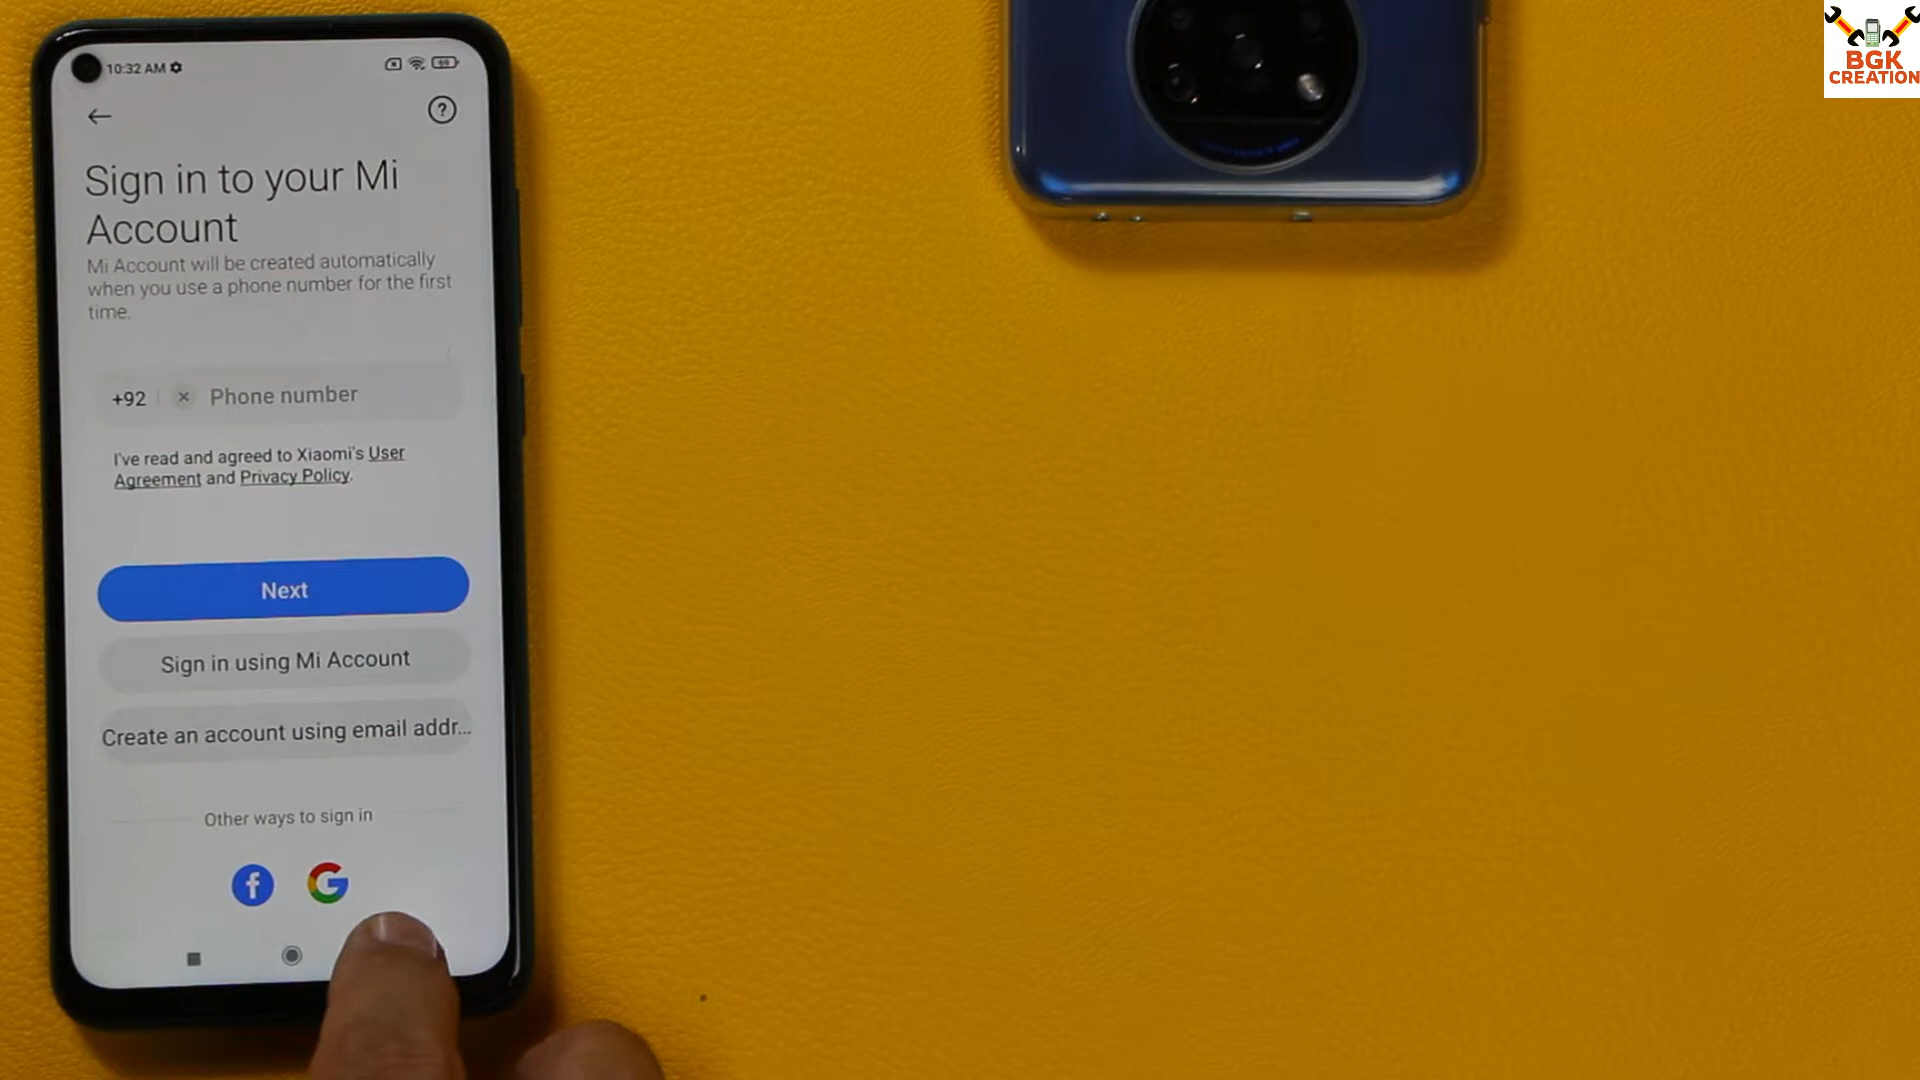 10:32 AM
69
Sign in to your Mi
Account
Mi Account will be created automatically
when you use a phone number for the first
time.
+92
Phone number
I've read and agreed to Xiaomi's User
Agreement and Privacy Policy.
Next
Sign in using Mi Account
Create an account using email addr...
Other ways to sign in
BGK
CREATION